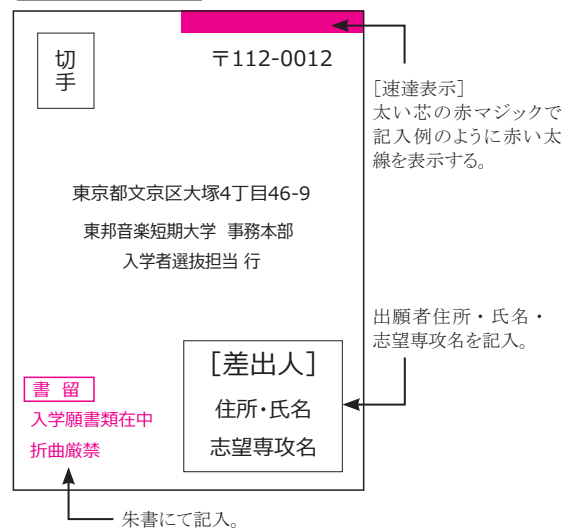 切
手
〒112-0012
[速達表示]
太い芯の赤マジックで
記入例のように赤い太
線を表示する。
東京都文京区大塚4丁目46-9
東邦音楽短期大学 事務本部
入学者選抜担当 行
出願者住所・氏名・
志望専攻名を記入。
[差出人]
住所・氏名
志望専攻名
書 留
入学願書類在中
折曲厳禁
朱書にて記入。